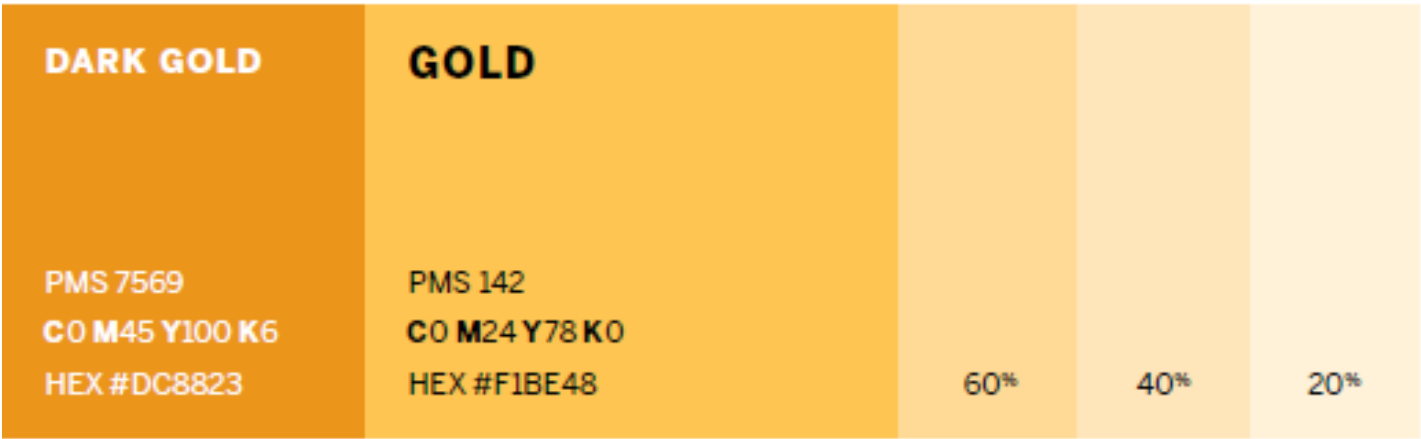 DARK GOLD
PMS 7569
C0 M45 Y100 K6
HEX #DC8823
GOLD
PMS 142
C0 M24 Y78 K0
HEX #F1BE48
60%
40%
20%